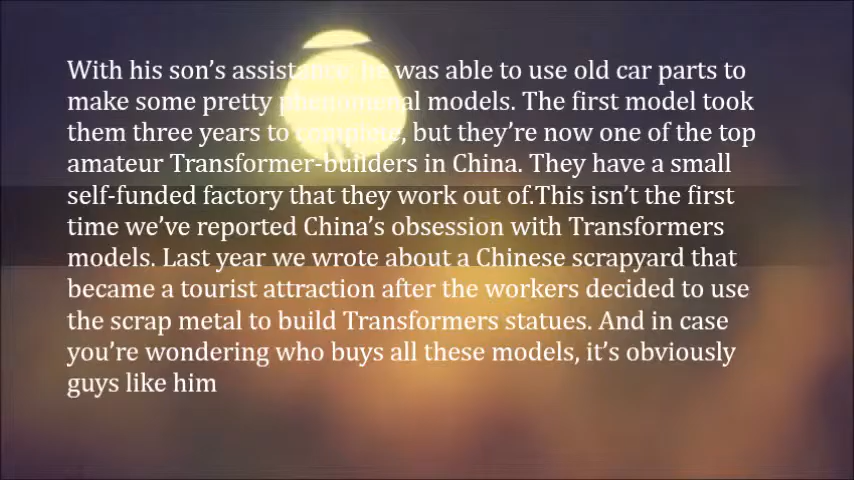 With his son’s assistance, he was able to use old car parts to
make some pretty phenomenal models. The first model took
them three years to complete, but they’re now one of the top
amateur Transformer-builders in China. They have a small
self-funded factory that they work out of.This isn’t the first
time we’ve reported China’s obsession with Transformers
models. Last year we wrote about a Chinese scrapyard that
became a tourist attraction after the workers decided to use
the scrap metal to build Transformers statues. And in case
you’re wondering who buys all these models, it’s obviously
guys like him